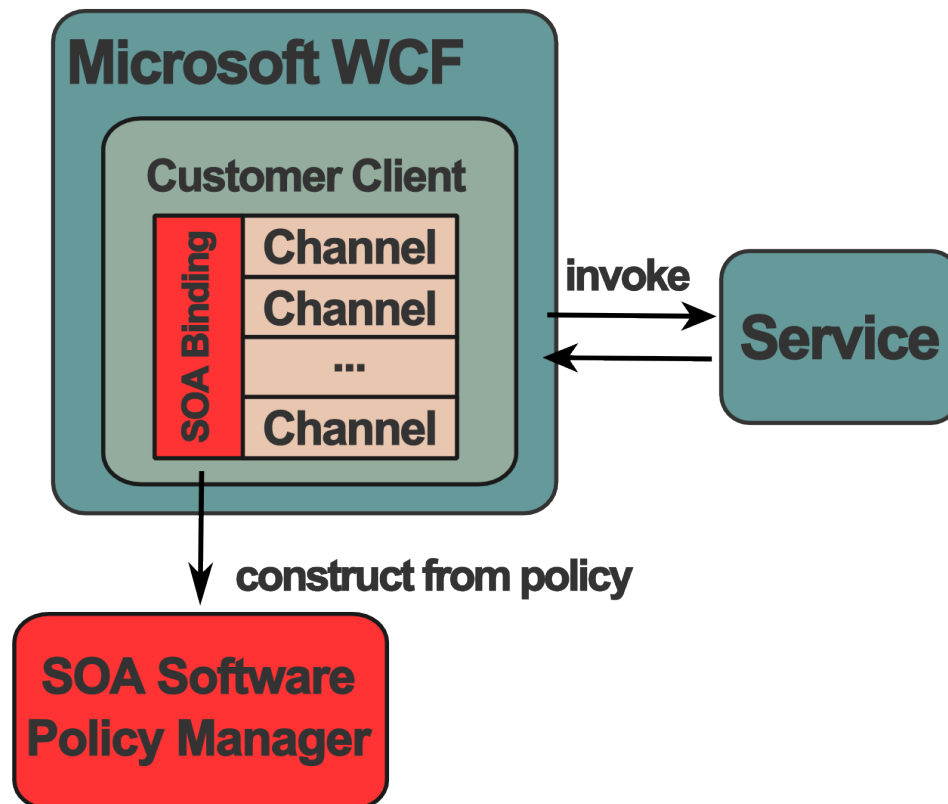 Microsoft WCF
Customer Client
SOA Binding
Channel
Channel
...
Channel
invoke
Service
construct from policy
SOA Software
Policy Manager